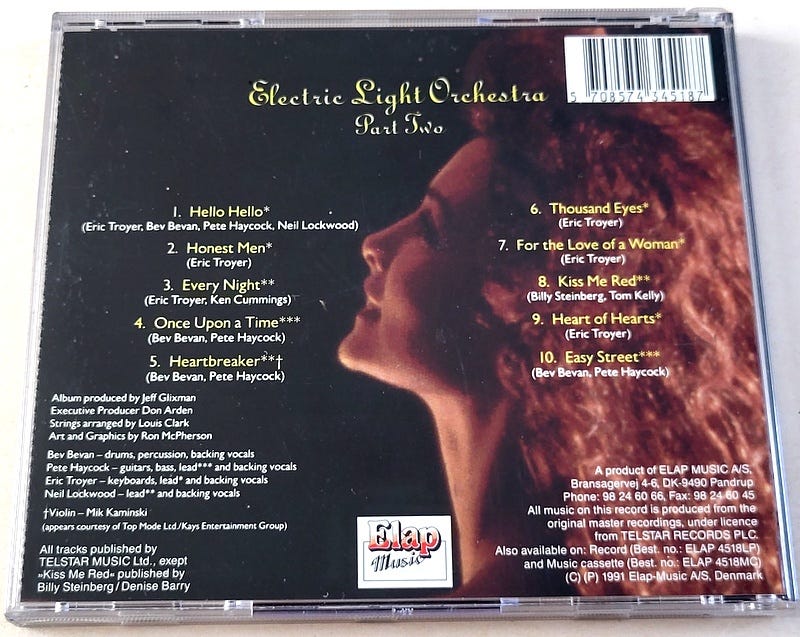 Electric Light Orchestra
Part Two
5 708574 345187
1. Hello Hello*
(Eric Troyer, Bev Bevan, Pete Haycock, Neil Lockwood)
2. Honest Men*
(Eric Troyer)
3. Every Night**
(Eric Troyer, Ken Cummings)
4. Once Upon a Time***
(Bev Bevan, Pete Haycock)
5. Heartbreaker**†
(Bev Bevan, Pete Haycock)
6. Thousand Eyes*
(Eric Troyer)
7. For the Love of a Woman*
(Eric Troyer)
8. Kiss Me Red**
(Billy Steinberg, Tom Kelly)
9. Heart of Hearts*
(Eric Troyer)
10. Easy Street***
(Bev Bevan, Pete Haycock)
Album produced by Jeff Glixman
Executive Producer Don Arden
Strings arranged by Louis Clark
Art and Graphics by Ron McPherson
Bev Bevan – drums, percussion, backing vocals
Pete Haycock – guitars, bass, lead*** and backing vocals
Eric Troyer – keyboards, lead* and backing vocals
Neil Lockwood – lead** and backing vocals
†Violin – Mik Kaminski
(appears courtesy of Top Mode Ltd./Kays Entertainment Group)
All tracks published by
TELSTAR MUSIC Ltd., exept
»Kiss Me Red« published by
Billy Steinberg / Denise Barry
Elap
Music
A product of ELAP MUSIC A/S,
Bransagervej 4-6, DK-9490 Pandrup
Phone: 98 24 60 66, Fax: 98 24 60 45
All music on this record is produced from the
original master recordings, under licence
from TELSTAR RECORDS PLC.
Also available on: Record (Best. no.: ELAP 4518LP)
and Music cassette (Best. no.: ELAP 4518MC)
(C) (P) 1991 Elap-Music A/S, Denmark